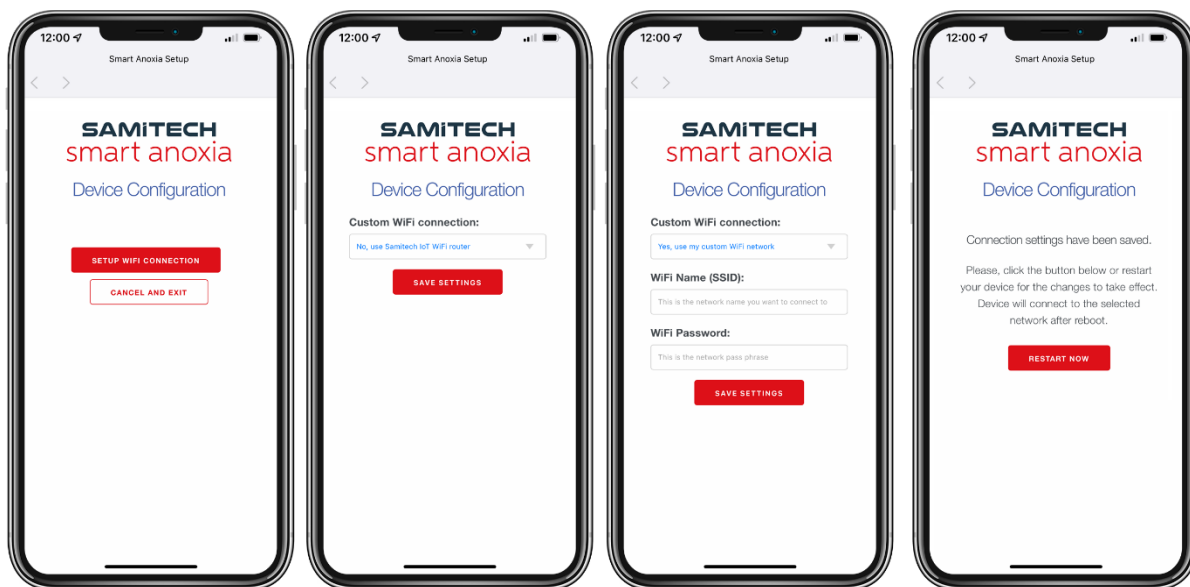 12:00
Smart Anoxia Setup
SAMiTECH
smart anoxia
Device Configuration
SETUP WIFI CONNECTION
CANCEL AND EXIT
12:00
Smart Anoxia Setup
SAMiTECH
smart anoxia
Device Configuration
Custom WiFi connection:
No, use Samitech IoT WiFi router
SAVE SETTINGS
12:00
Smart Anoxia Setup
SAMiTECH
smart anoxia
Device Configuration
Custom WiFi connection:
Yes, use my custom WiFi network
WiFi Name (SSID):
This is the network name you want to connect to
WiFi Password:
This is the network pass phrase
SAVE SETTINGS
12:00
Smart Anoxia Setup
SAMiTECH
smart anoxia
Device Configuration
Connection settings have been saved.
Please, click the button below or restart
your device for the changes to take effect.
Device will connect to the selected
network after reboot.
RESTART NOW